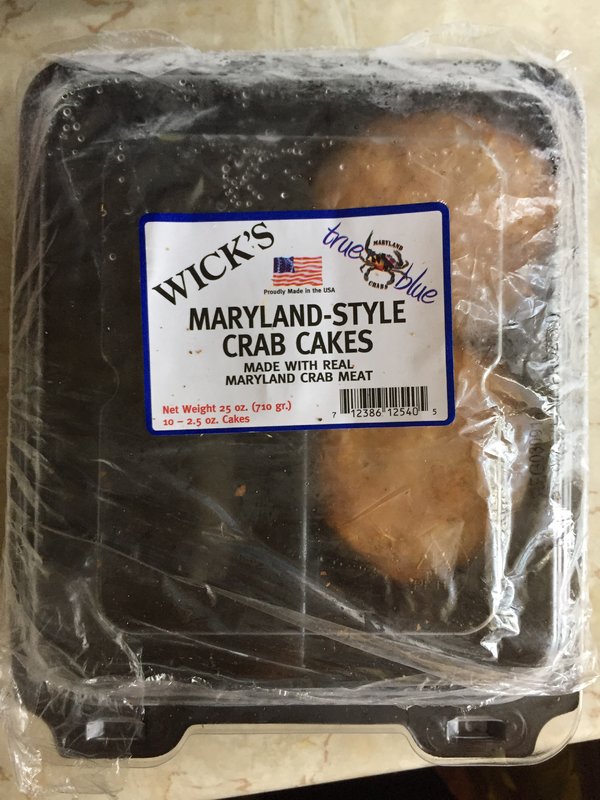 WICK'S
true
MARYLAND
CRABS
blue
Proudly Made in the USA
MARYLAND-STYLE
CRAB CAKES
MADE WITH REAL
MARYLAND CRAB MEAT
Net Weight 25 oz. (710 gr.)
10 – 2.5 oz. Cakes
7 12386 12540 5